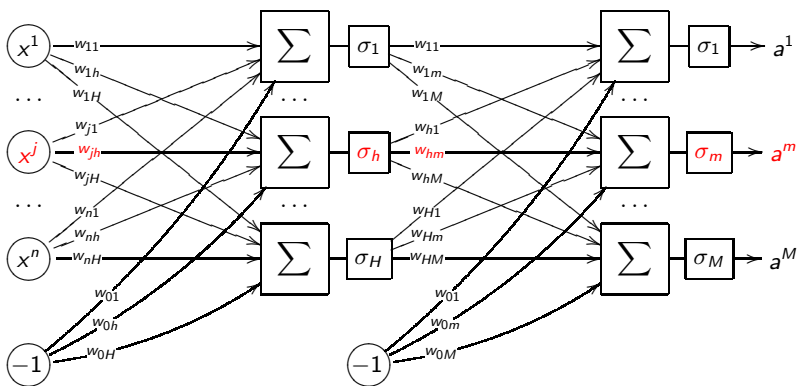 x¹ w₁₁ ∑ σ₁ w₁₁ ∑ σ₁ a¹
w₁ₕ w₁ₘ
w₁H w₁M
... ... ...
wⱼ₁ wₕ₁
xʲ wⱼₕ ∑ σₕ wₕₘ ∑ σₘ aᵐ
wⱼH wₕM
... ... ...
wₙ₁ wH₁
wₙₕ wHₘ
xⁿ wₙH ∑ σH wHM ∑ σM aᴹ
w₀₁ w₀₁
w₀ₕ w₀ₘ
w₀H w₀M
−1 −1